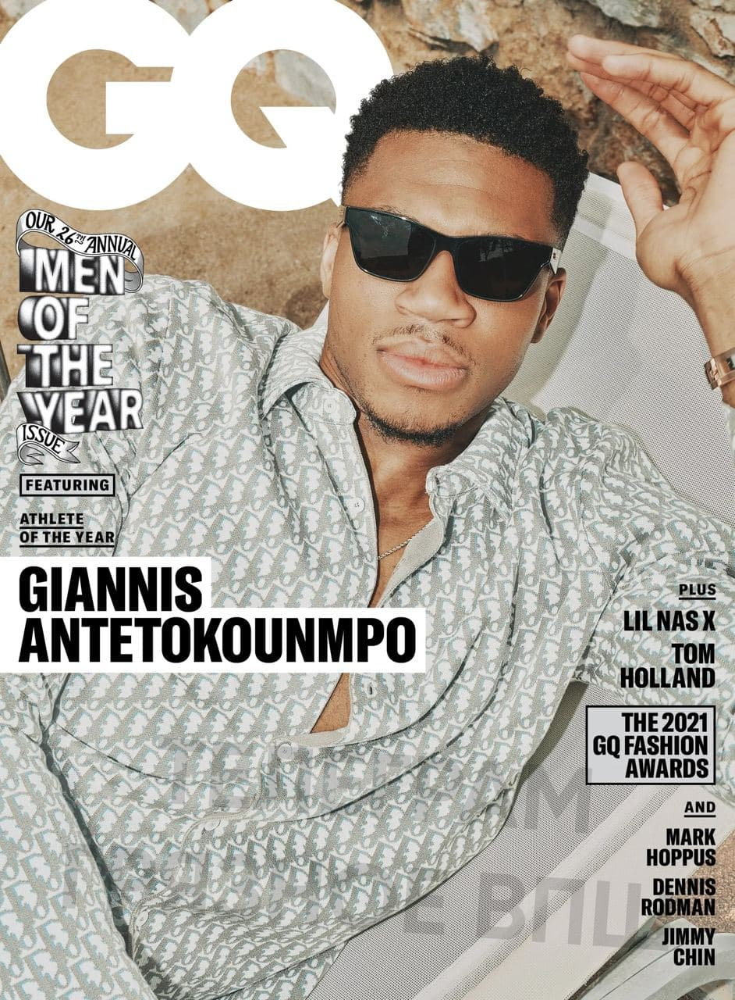 GQ
OUR 26TH ANNUAL
MEN
OF
THE
YEAR
ISSUE
FEATURING
ATHLETE
OF THE YEAR
GIANNIS
ANTETOKOUNMPO
PLUS
LIL NAS X
TOM
HOLLAND
THE 2021
GQ FASHION
AWARDS
AND
MARK
HOPPUS
DENNIS
RODMAN
JIMMY
CHIN